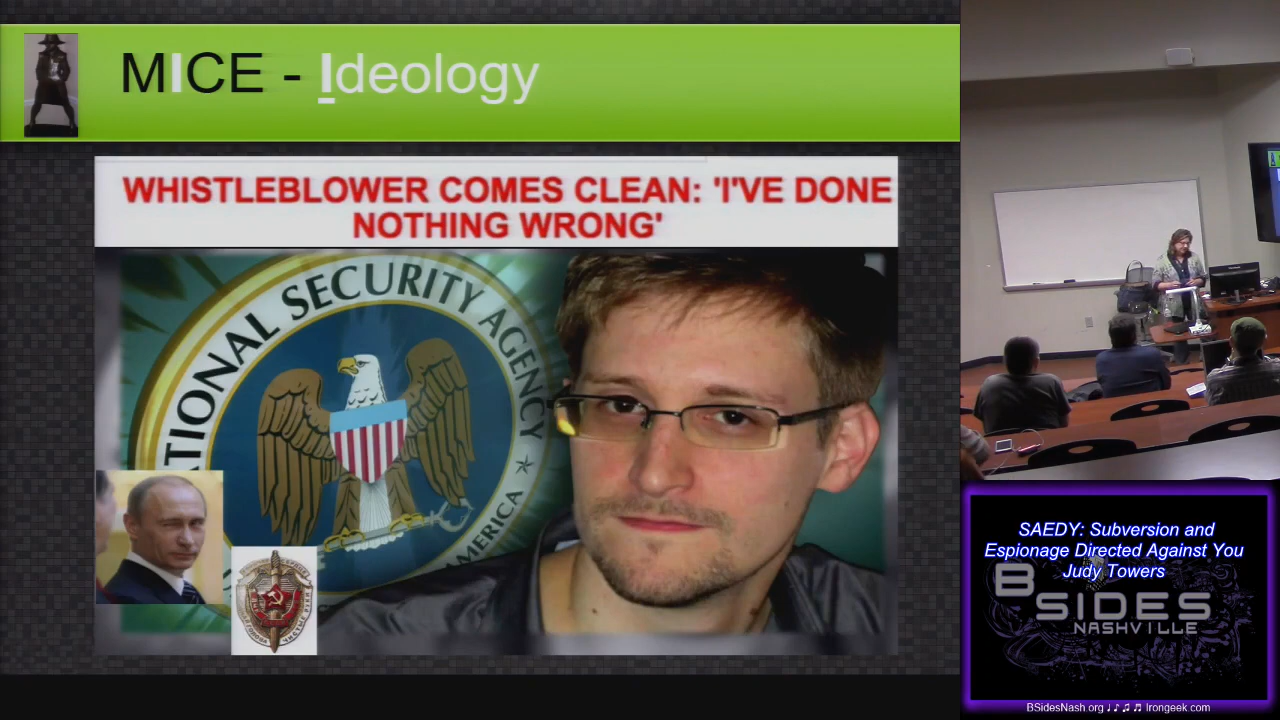 MICE - Ideology
WHISTLEBLOWER COMES CLEAN: 'I'VE DONE
NOTHING WRONG'
NATIONAL SECURITY AGENCY
AMERICA
SAEDY: Subversion and
Espionage Directed Against You
Judy Towers
BSIDES
NASHVILLE
BSidesNash.org ♩ ♪ ♫ ♬ Irongeek.com